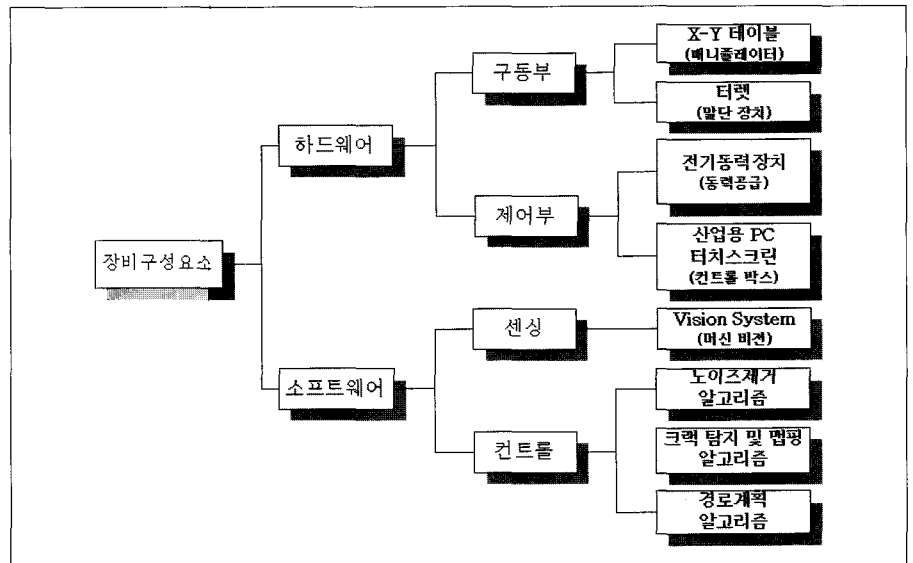 장비구성요소
하드웨어
구동부
X-Y 테이블
(매니퓰레이터)
터렛
(말단 장치)
제어부
전기동력장치
(동력공급)
산업용 PC
터치스크린
(컨트롤 박스)
소프트웨어
센싱
Vision System
(머신 비젼)
컨트롤
노이즈제거
알고리즘
크랙 탐지 및 맵핑
알고리즘
경로계획
알고리즘